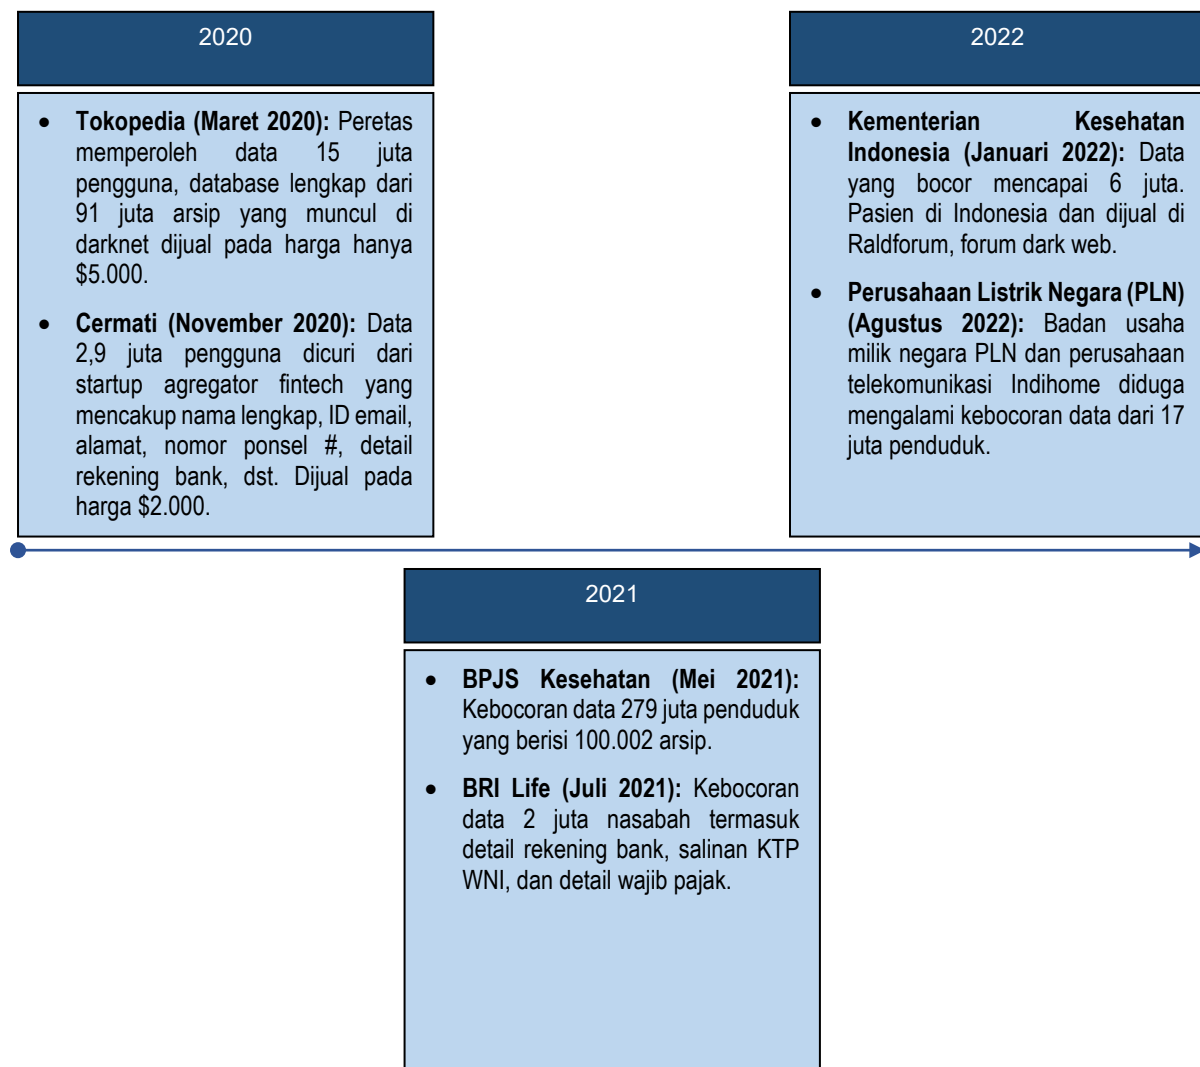 2020
• Tokopedia (Maret 2020): Peretas
memperoleh data 15 juta
pengguna, database lengkap dari
91 juta arsip yang muncul di
darknet dijual pada harga hanya
$5.000.
• Cermati (November 2020): Data
2,9 juta pengguna dicuri dari
startup agregator fintech yang
mencakup nama lengkap, ID email,
alamat, nomor ponsel #, detail
rekening bank, dst. Dijual pada
harga $2.000.
2022
• Kementerian Kesehatan
Indonesia (Januari 2022): Data
yang bocor mencapai 6 juta.
Pasien di Indonesia dan dijual di
Raldforum, forum dark web.
• Perusahaan Listrik Negara (PLN)
(Agustus 2022): Badan usaha
milik negara PLN dan perusahaan
telekomunikasi Indihome diduga
mengalami kebocoran data dari 17
juta penduduk.
2021
• BPJS Kesehatan (Mei 2021):
Kebocoran data 279 juta penduduk
yang berisi 100.002 arsip.
• BRI Life (Juli 2021): Kebocoran
data 2 juta nasabah termasuk
detail rekening bank, salinan KTP
WNI, dan detail wajib pajak.